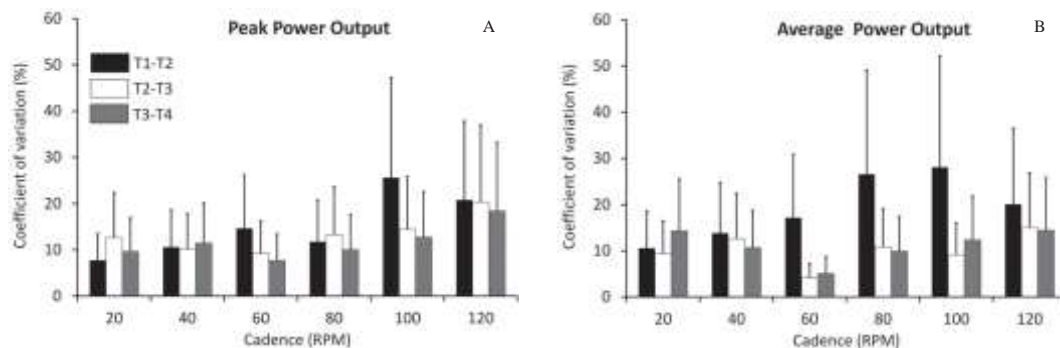 Peak Power Output
A
Coefficient of variation (%)
60
50
40
30
20
10
0
T1-T2
T2-T3
T3-T4
20 40 60 80 100 120
Cadence (RPM)
Average Power Output
B
Coefficient of variation (%)
60
50
40
30
20
10
0
20 40 60 80 100 120
Cadence (RPM)